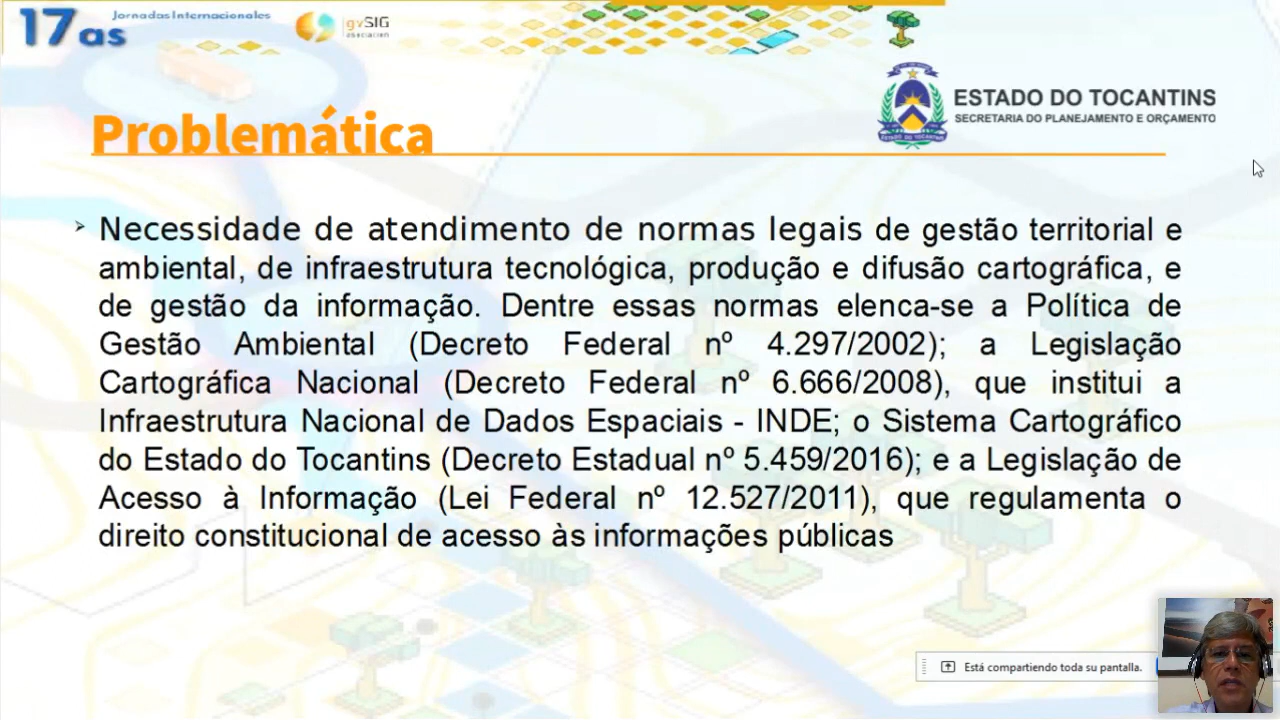 17as Jornadas Internacionales
gvSIG
association
ESTADO DO TOCANTINS
SECRETARIA DO PLANEJAMENTO E ORÇAMENTO
Problemática
➢ Necessidade de atendimento de normas legais de gestão territorial e
ambiental, de infraestrutura tecnológica, produção e difusão cartográfica, e
de gestão da informação. Dentre essas normas elenca-se a Política de
Gestão Ambiental (Decreto Federal nº 4.297/2002); a Legislação
Cartográfica Nacional (Decreto Federal nº 6.666/2008), que institui a
Infraestrutura Nacional de Dados Espaciais - INDE; o Sistema Cartográfico
do Estado do Tocantins (Decreto Estadual nº 5.459/2016); e a Legislação de
Acesso à Informação (Lei Federal nº 12.527/2011), que regulamenta o
direito constitucional de acesso às informações públicas
Está compartiendo toda su pantalla.